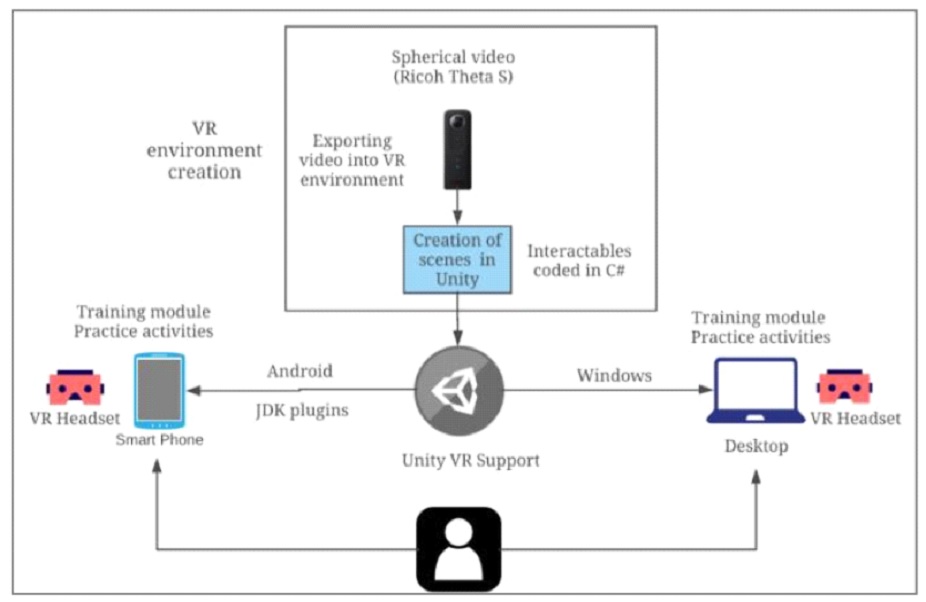 Spherical video
(Ricoh Theta S)
VR
environment
creation
Exporting
video into VR
environment
Creation of
scenes in
Unity
Interactables
coded in C#
Training module
Practice activities
Training module
Practice activities
Android
JDK plugins
Windows
VR Headset
Smart Phone
Unity VR Support
Desktop
VR Headset